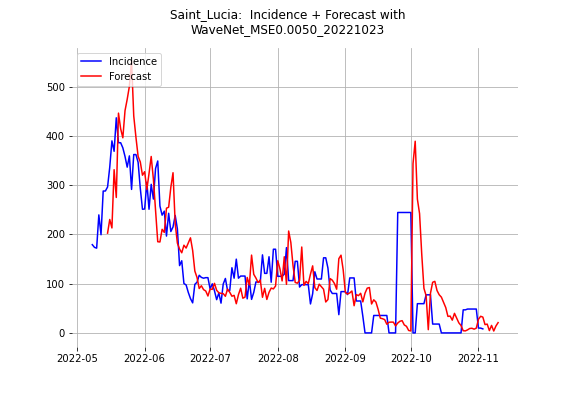 Saint_Lucia:  Incidence + Forecast with
WaveNet_MSE0.0050_20221023
Incidence
Forecast
500
400
300
200
100
0
2022-05 2022-06 2022-07 2022-08 2022-09 2022-10 2022-11